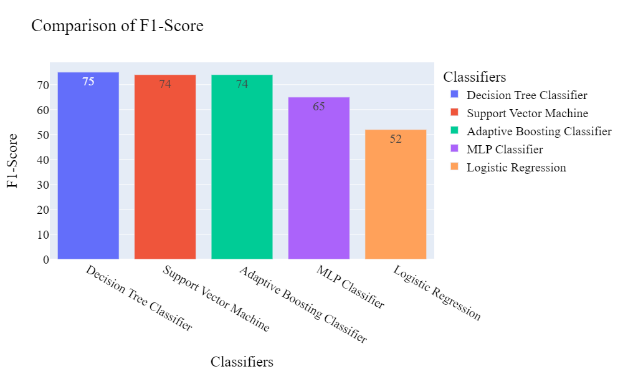 Comparison of F1-Score
F1-Score
70
60
50
40
30
20
10
0
75
74
74
65
52
Decision Tree Classifier
Support Vector Machine
Adaptive Boosting Classifier
MLP Classifier
Logistic Regression
Classifiers
Classifiers
Decision Tree Classifier
Support Vector Machine
Adaptive Boosting Classifier
MLP Classifier
Logistic Regression